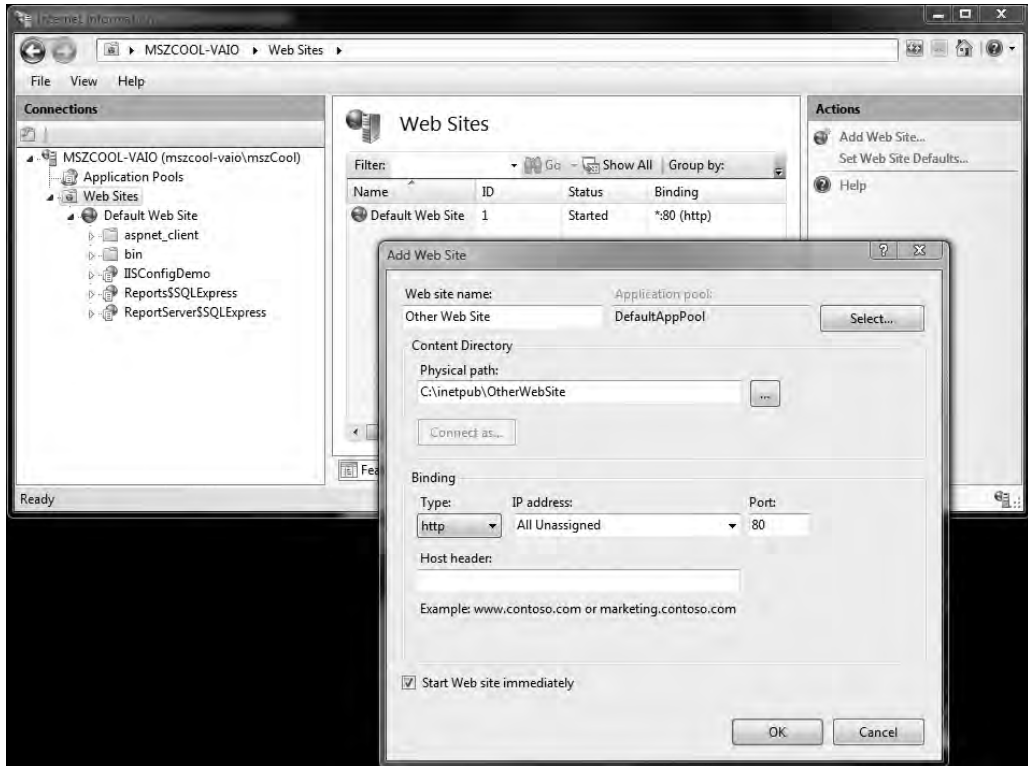 Internet Informat
MSZCOOL-VAIO Web Sites
File View Help
Connections
MSZCOOL-VAIO (mszcool-vaio\mszCool)
Application Pools
Web Sites
Default Web Site
aspnet_client
bin
IISConfigDemo
Reports$SQLExpress
ReportServer$SQLExpress
Web Sites
Filter: Go Show All Group by:
Name ID Status Binding
Default Web Site 1 Started *:80 (http)
Fea
Actions
Add Web Site...
Set Web Site Defaults...
Help
Ready
Add Web Site
Web site name: Application pool:
Other Web Site DefaultAppPool Select...
Content Directory
Physical path:
C:\inetpub\OtherWebSite ...
Connect as...
Binding
Type: IP address: Port:
http All Unassigned 80
Host header:
Example: www.contoso.com or marketing.contoso.com
Start Web site immediately
OK Cancel